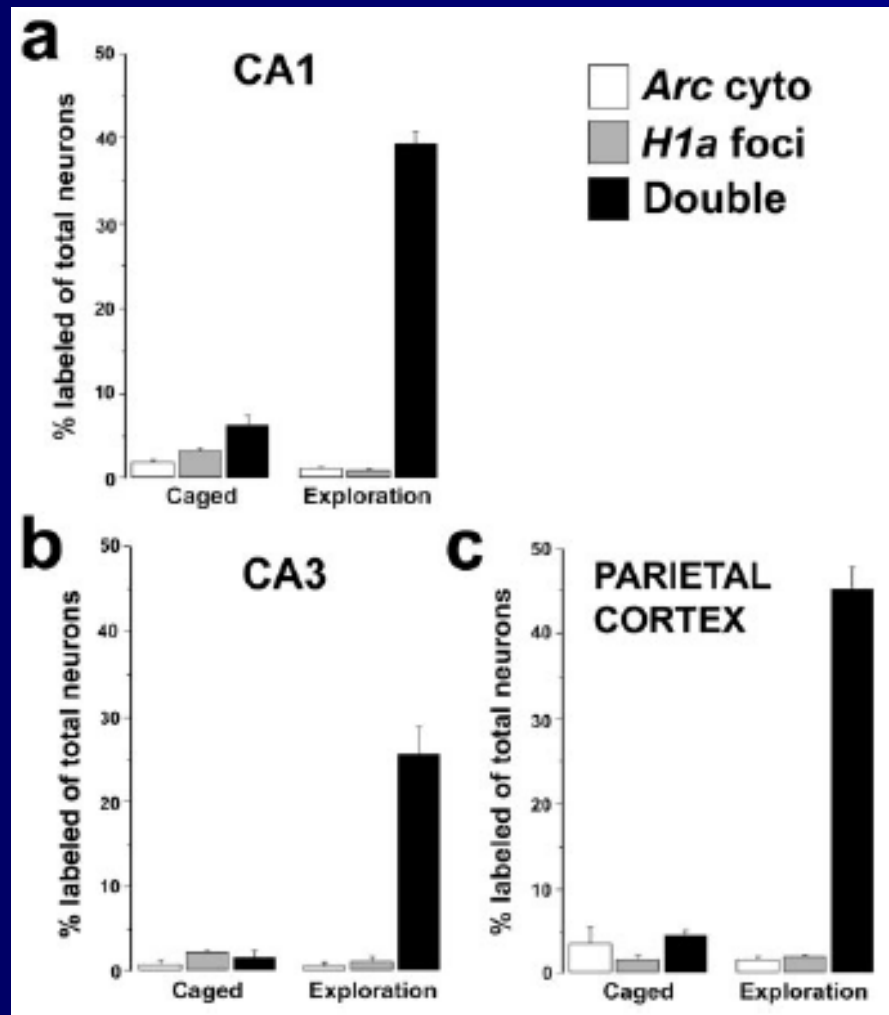 a
CA1
Arc cyto
H1a foci
Double
% labeled of total neurons
50
40
30
20
10
0
Caged
Exploration
b
CA3
% labeled of total neurons
50
40
30
20
10
0
Caged
Exploration
c
PARIETAL
CORTEX
% labeled of total neurons
50
40
30
20
10
0
Caged
Exploration